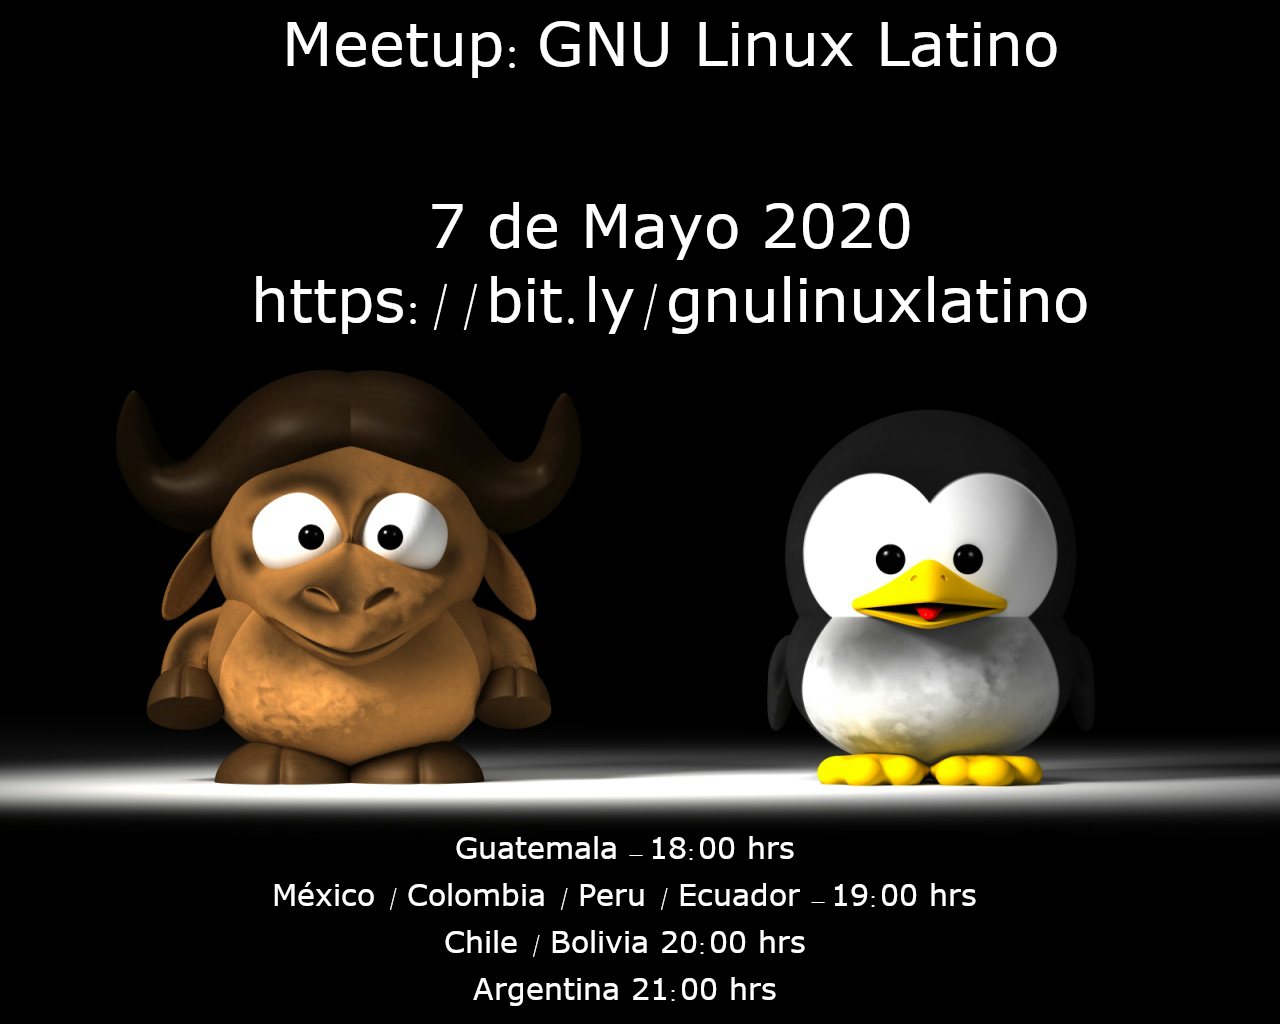 Meetup: GNU Linux Latino
7 de Mayo 2020
https://bit.ly/gnulinuxlatino
Guatemala – 18:00 hrs
México / Colombia / Peru / Ecuador – 19:00 hrs
Chile / Bolivia 20:00 hrs
Argentina 21:00 hrs